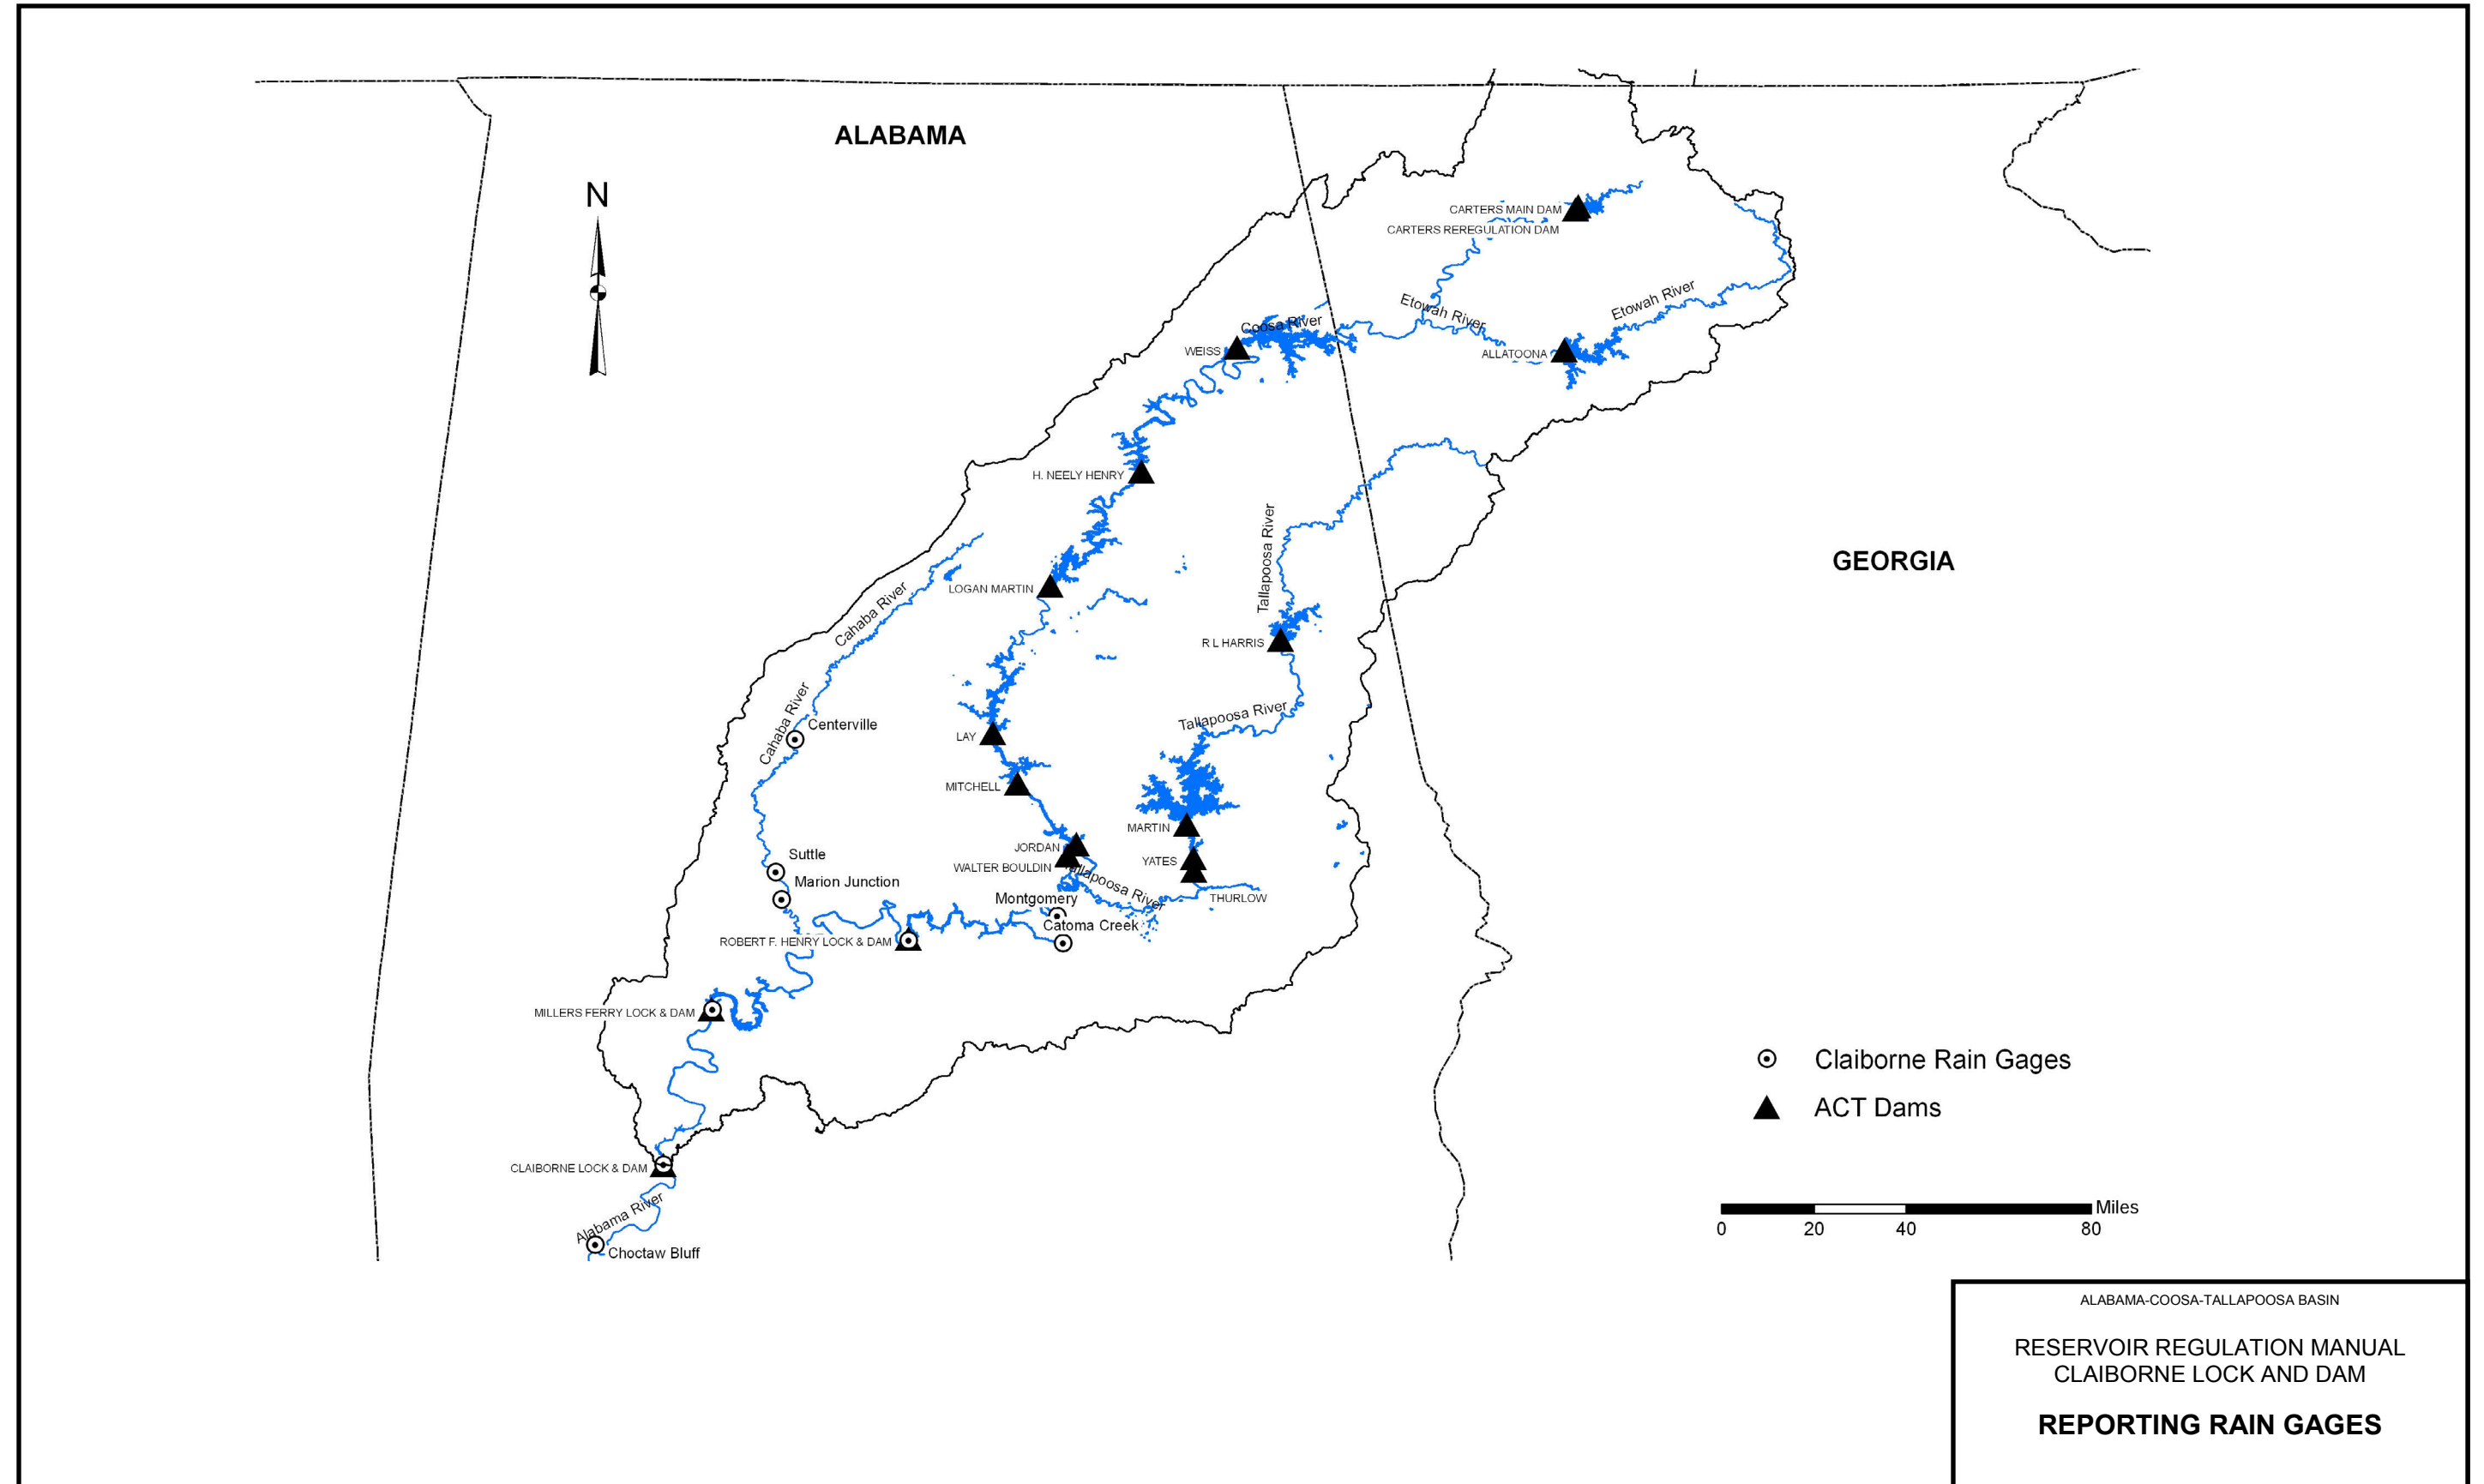 ALABAMA
N
CARTERS MAIN DAM
CARTERS REREGULATION DAM
Etowah River
Etowah River
Coosa River
WEISS
ALLATOONA
H. NEELY HENRY
Tallapoosa River
GEORGIA
LOGAN MARTIN
Cahaba River
R L HARRIS
Cahaba River
Tallapoosa River
Centerville
LAY
MITCHELL
MARTIN
JORDAN
Suttle
YATES
WALTER BOULDIN
Tallapoosa River
Marion Junction
Montgomery
THURLOW
Catoma Creek
ROBERT F. HENRY LOCK & DAM
MILLERS FERRY LOCK & DAM
Claiborne Rain Gages
ACT Dams
CLAIBORNE LOCK & DAM
Alabama River
Choctaw Bluff
Miles
0 20 40 80
ALABAMA-COOSA-TALLAPOOSA BASIN
RESERVOIR REGULATION MANUAL
CLAIBORNE LOCK AND DAM
REPORTING RAIN GAGES